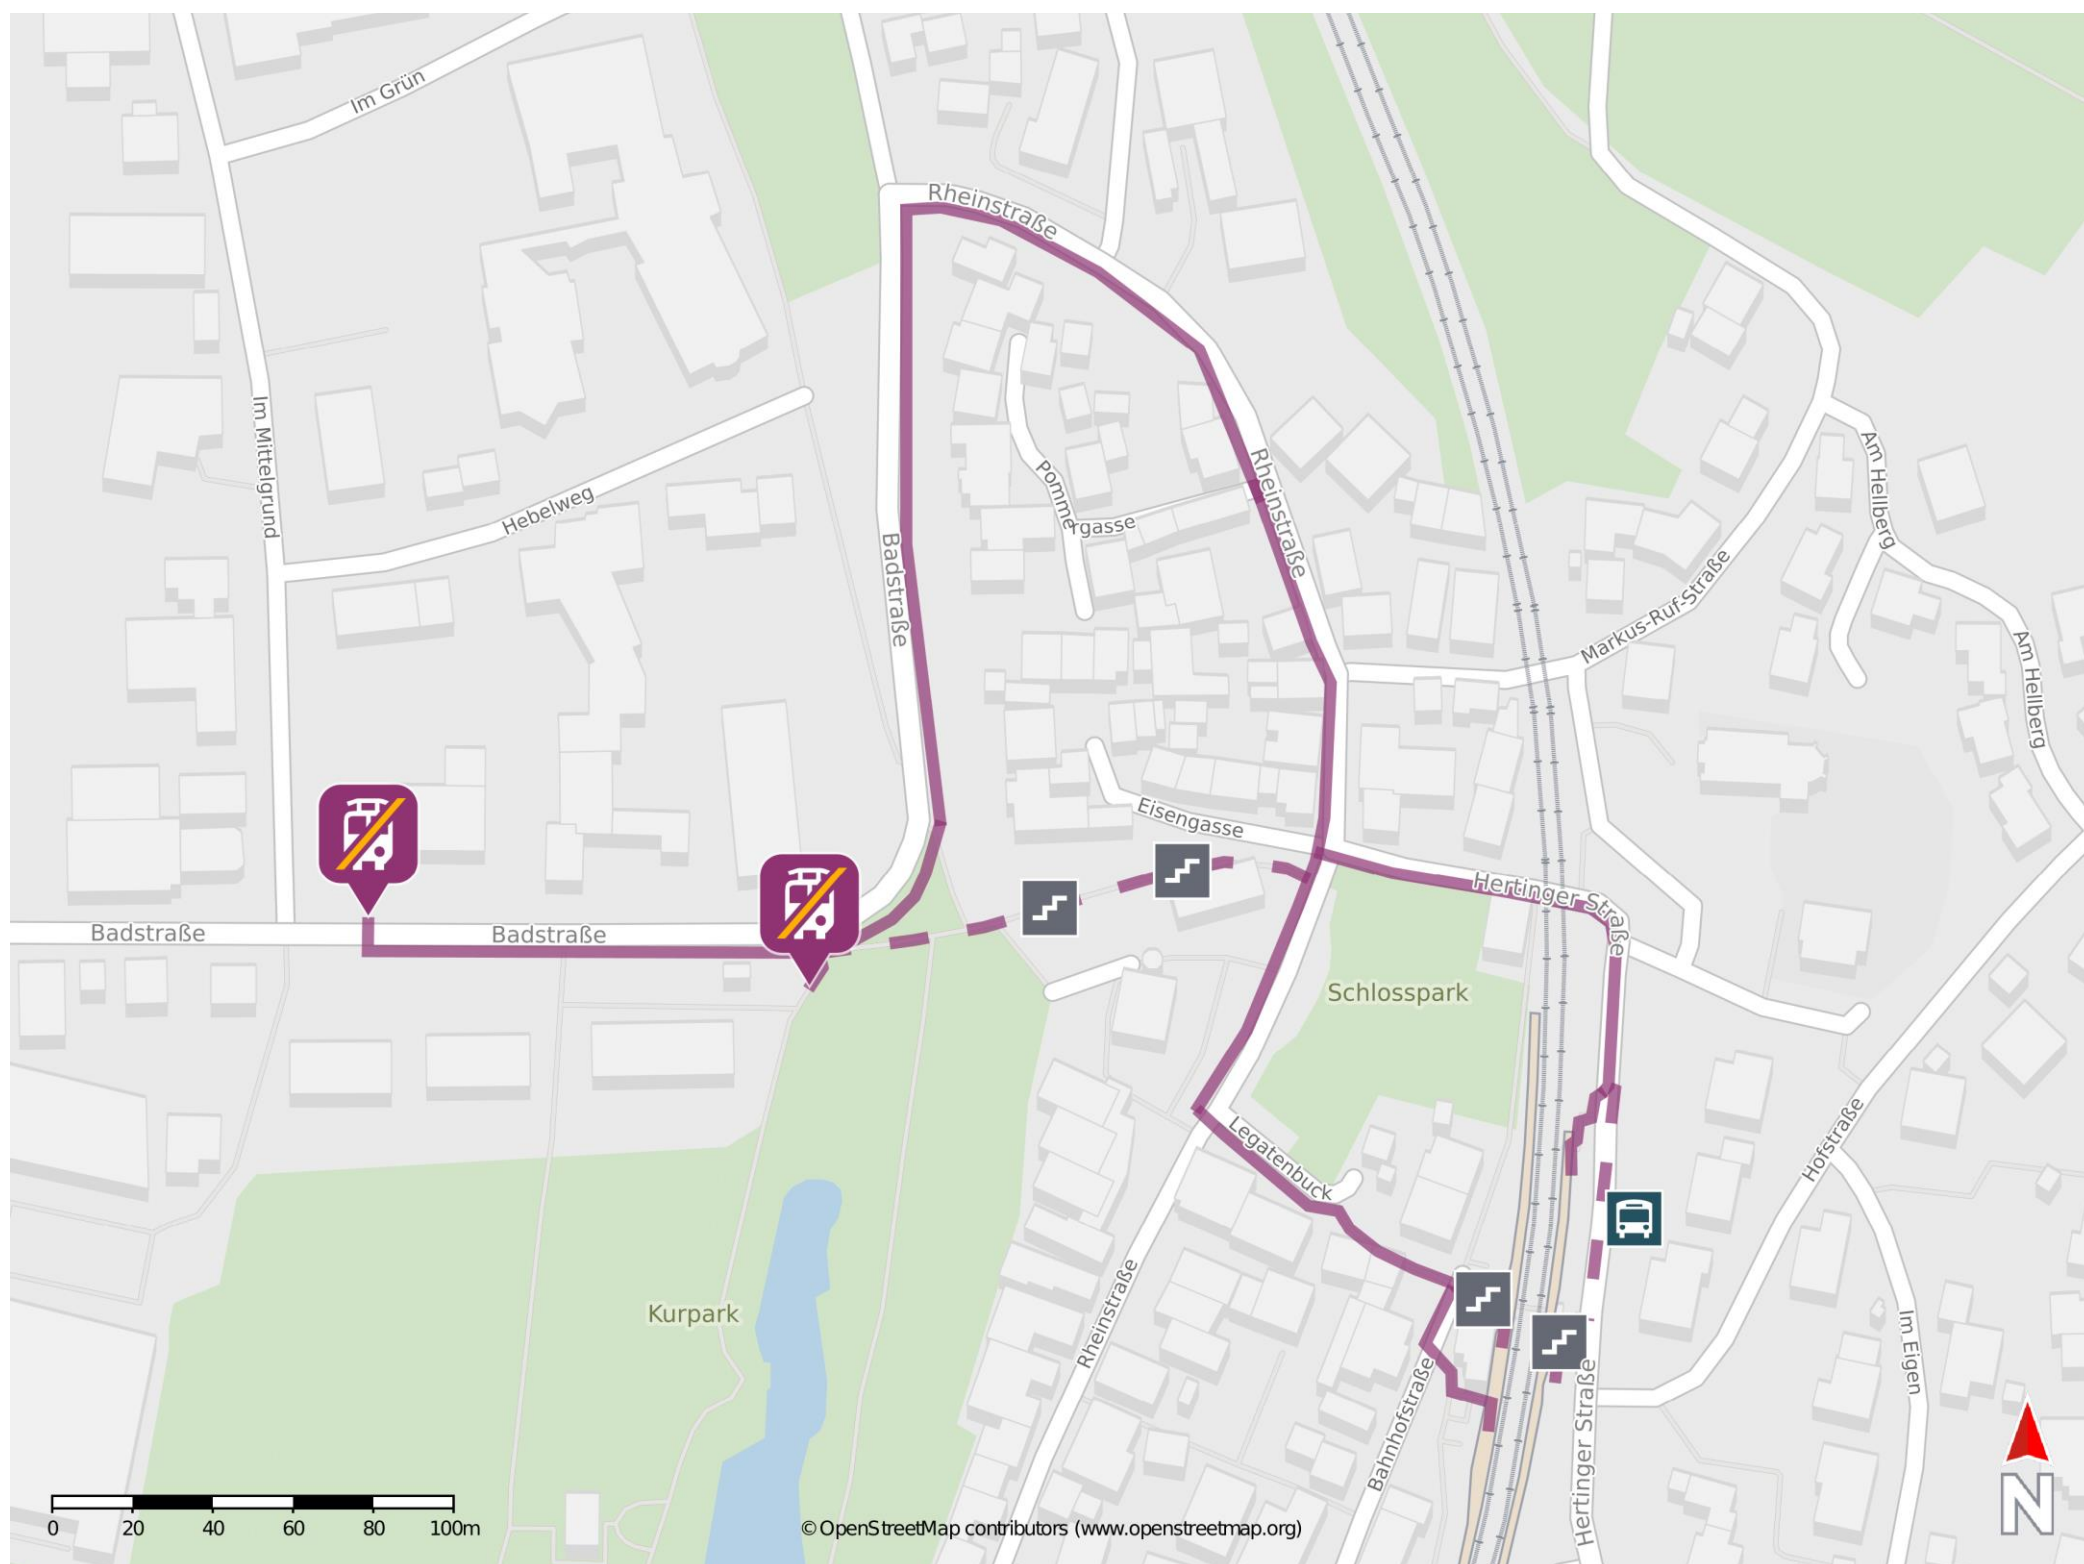 Im Grün
Rheinstraße
Im Mittelgrund
Hebelweg
Pomme
rgasse
Rheinstraße
Am Hellberg
Badstraße
Markus-Ruf-Straße
Am Hellberg
Eisengasse
Hertinger Straße
Badstraße
Badstraße
Schlosspark
Legatenbuck
Hofstraße
Kurpark
Rheinstraße
Bahnhofstraße
Hertinger Straße
Im Eigen
N
0 20 40 60 80 100m
© OpenStreetMap contributors (www.openstreetmap.org)